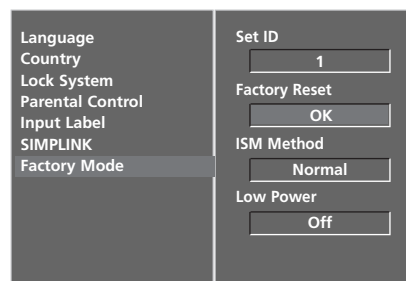 Language
Country
Lock System
Parental Control
Input Label
SIMPLINK
Factory Mode
Set ID
1
Factory Reset
OK
ISM Method
Normal
Low Power
Off